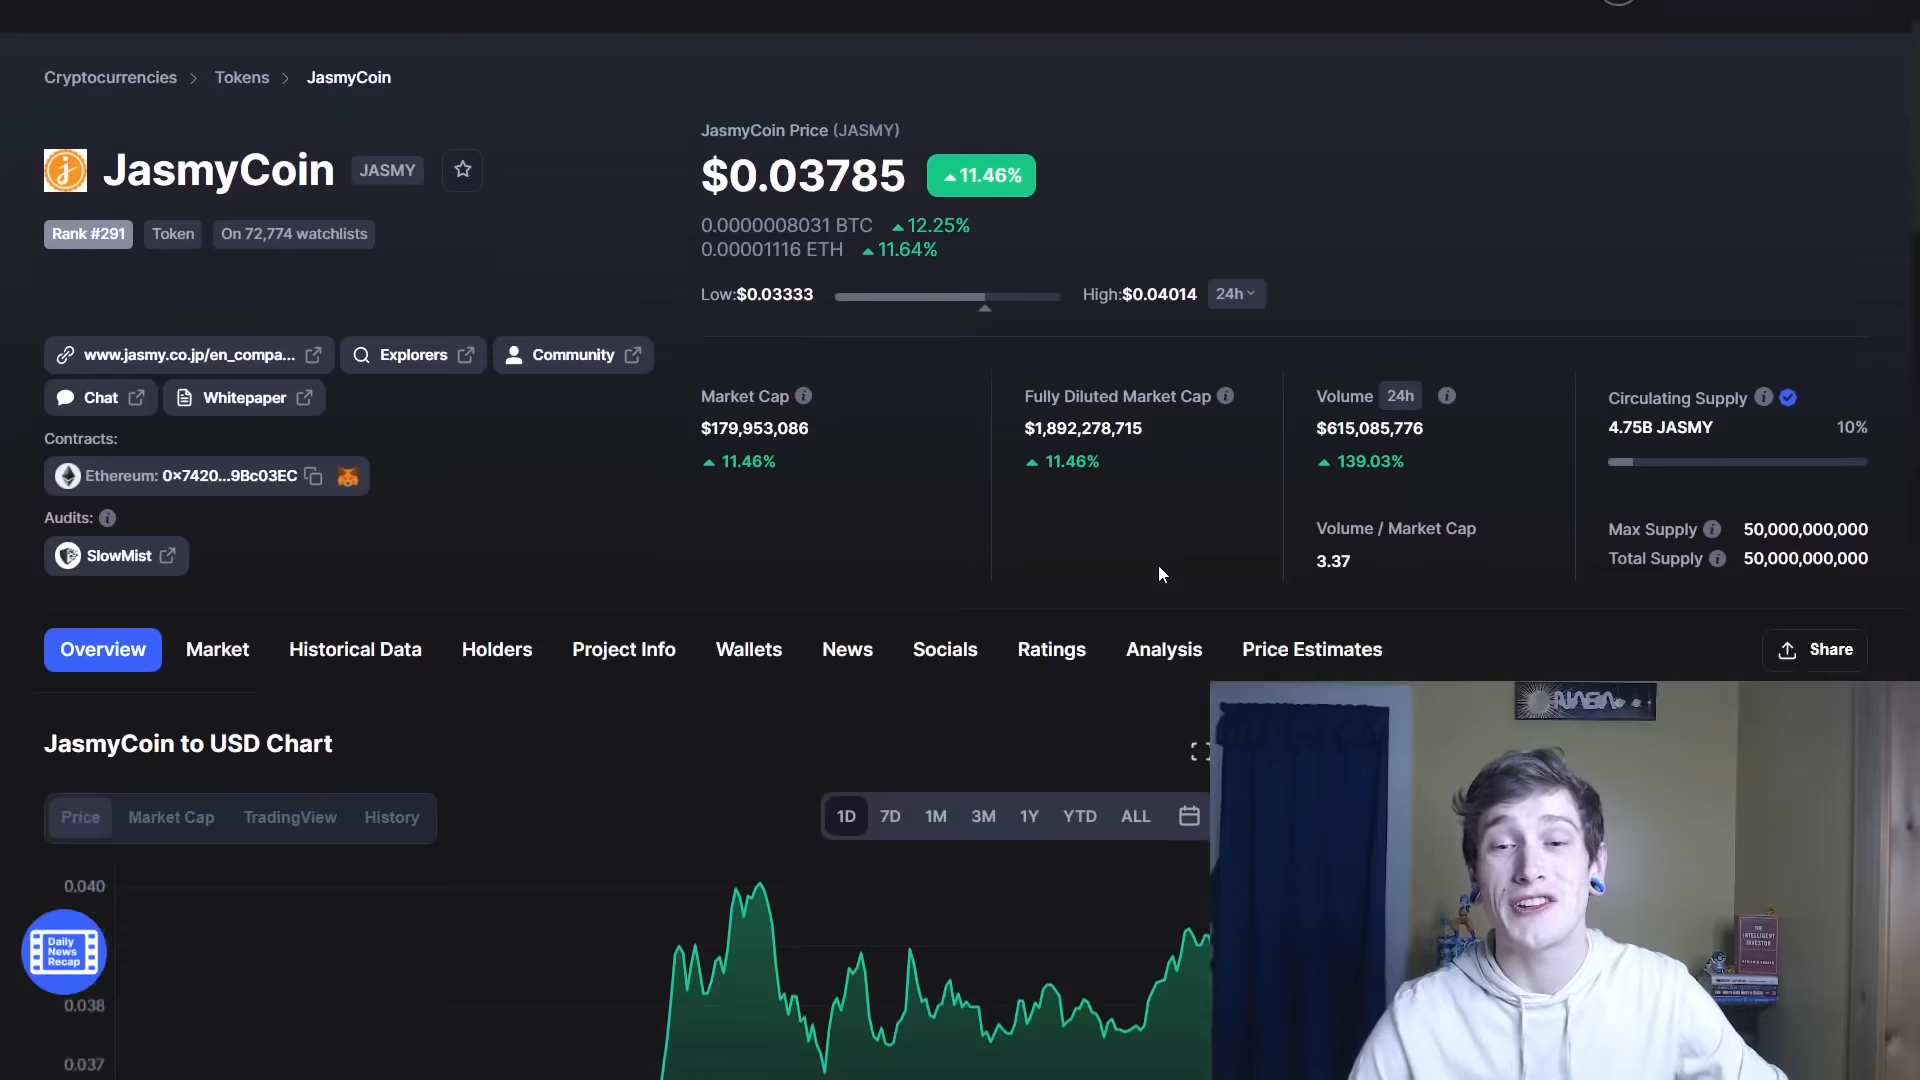 Cryptocurrencies > Tokens > JasmyCoin
JasmyCoin JASMY
Rank #291 Token On 72,774 watchlists
JasmyCoin Price (JASMY)
$0.03785 11.46%
0.0000008031 BTC 12.25%
0.00001116 ETH 11.64%
Low:$0.03333 High:$0.04014 24h
www.jasmy.co.jp/en_compa... Explorers Community
Chat Whitepaper
Contracts:
Ethereum: 0x7420...9Bc03EC
Audits:
SlowMist
Market Cap
$179,953,086
11.46%
Fully Diluted Market Cap
$1,892,278,715
11.46%
Volume 24h
$615,085,776
139.03%
Volume / Market Cap
3.37
Circulating Supply
4.75B JASMY 10%
Max Supply 50,000,000,000
Total Supply 50,000,000,000
Overview Market Historical Data Holders Project Info Wallets News Socials Ratings Analysis Price Estimates Share
JasmyCoin to USD Chart
Price Market Cap TradingView History
1D 7D 1M 3M 1Y YTD ALL
0.040
0.038
0.037
Daily
News
Recap
NASA
THE
INTELLIGENT
INVESTOR